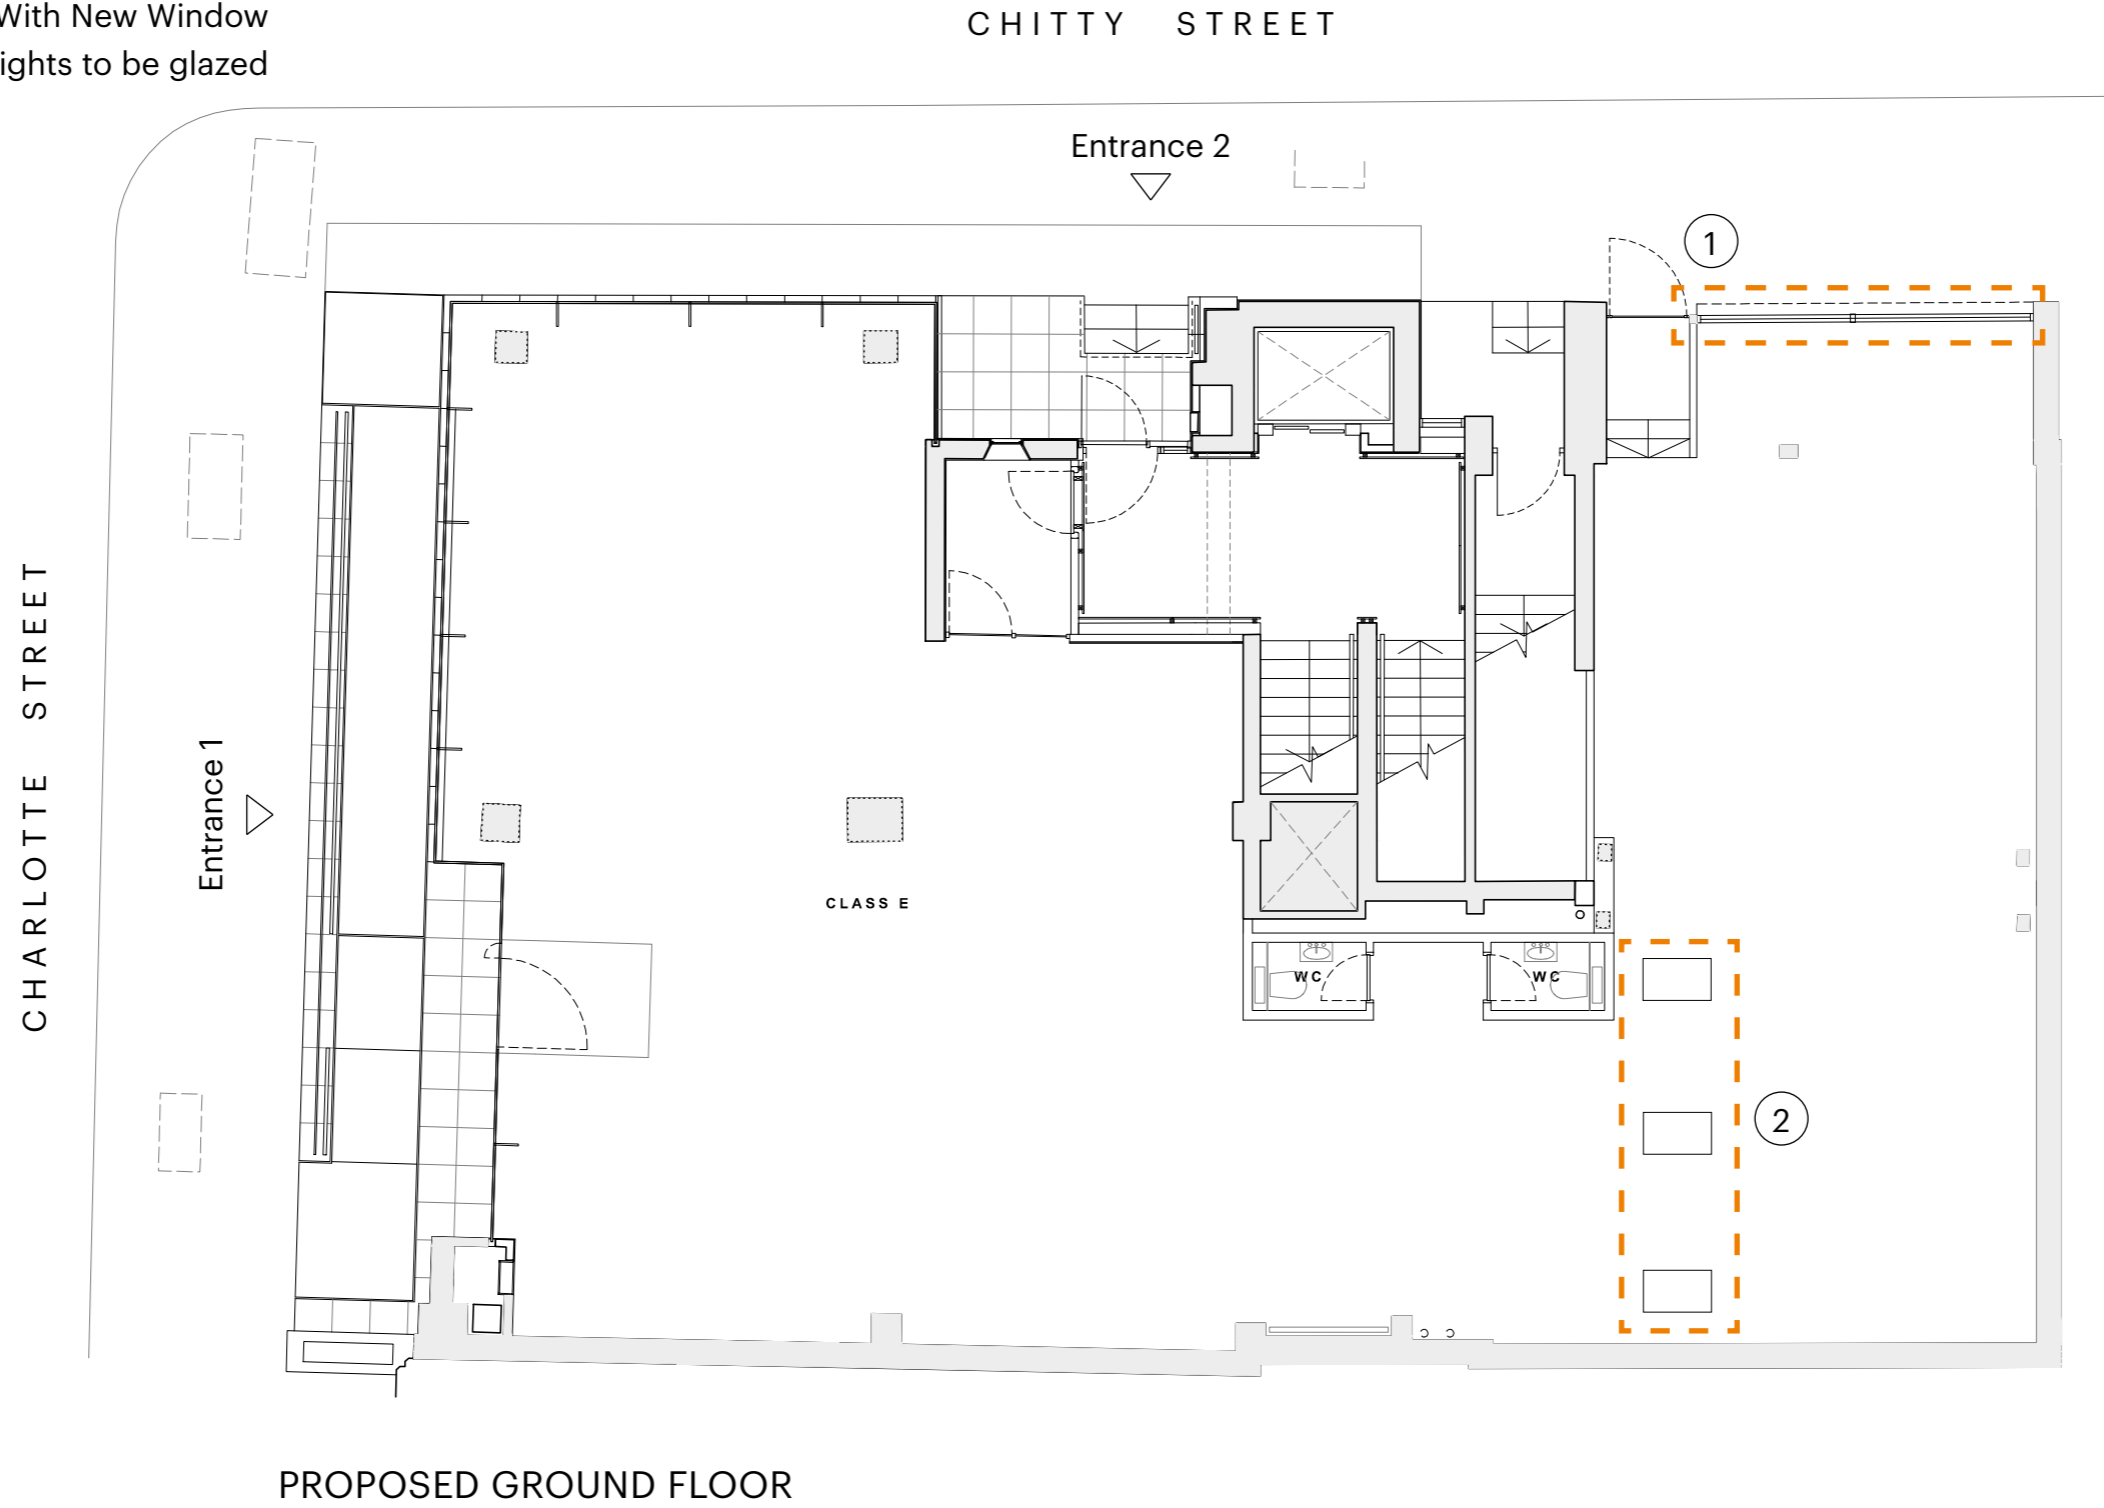 With New Window
ights to be glazed
CHITTY STREET
Entrance 2
1
CHARLOTTE STREET
Entrance 1
CLASS E
WC
WC
2
PROPOSED GROUND FLOOR